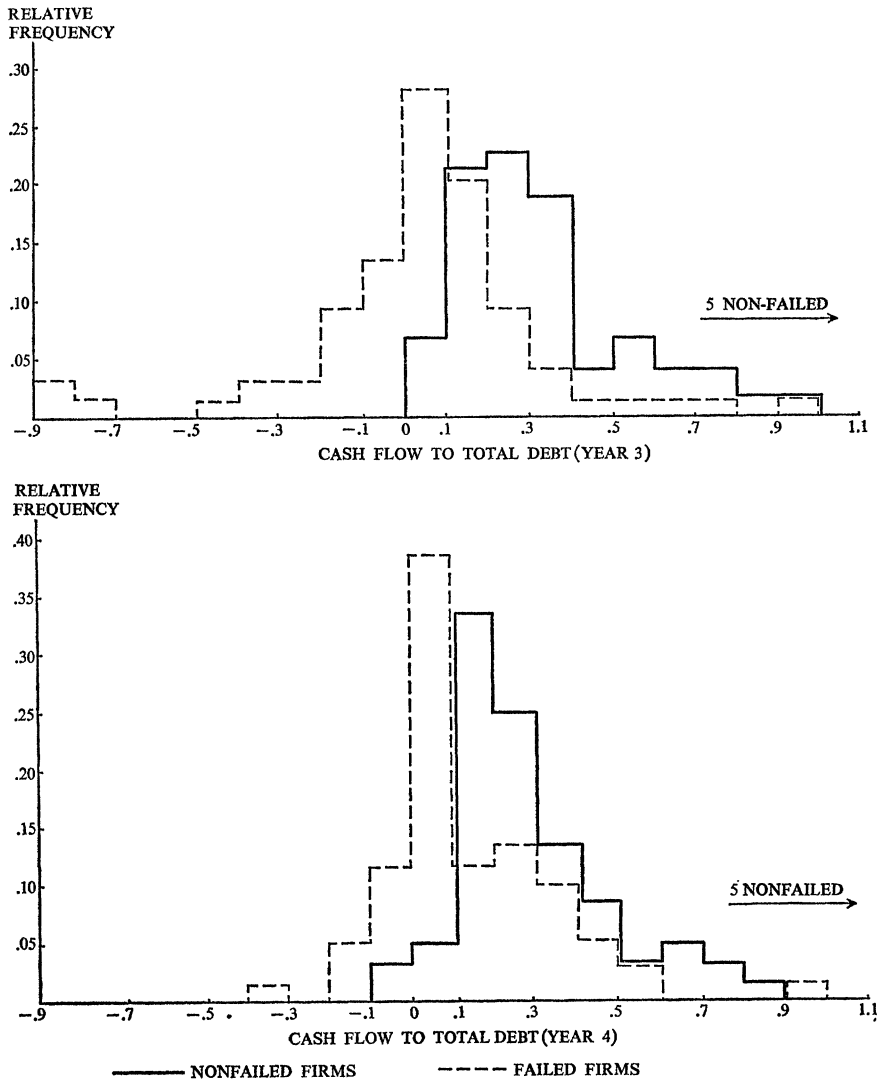 RELATIVE
FREQUENCY
.30
.25
.20
.15
.10
.05
5 NON-FAILED
-.9 -.7 -.5 -.3 -.1 0 .1 .3 .5 .7 .9 1.1
CASH FLOW TO TOTAL DEBT (YEAR 3)
RELATIVE
FREQUENCY
.40
.35
.30
.25
.20
.15
.10
.05
5 NONFAILED
-.9 -.7 -.5 -.3 -.1 0 .1 .3 .5 .7 .9 1.1
CASH FLOW TO TOTAL DEBT (YEAR 4)
NONFAILED FIRMS FAILED FIRMS